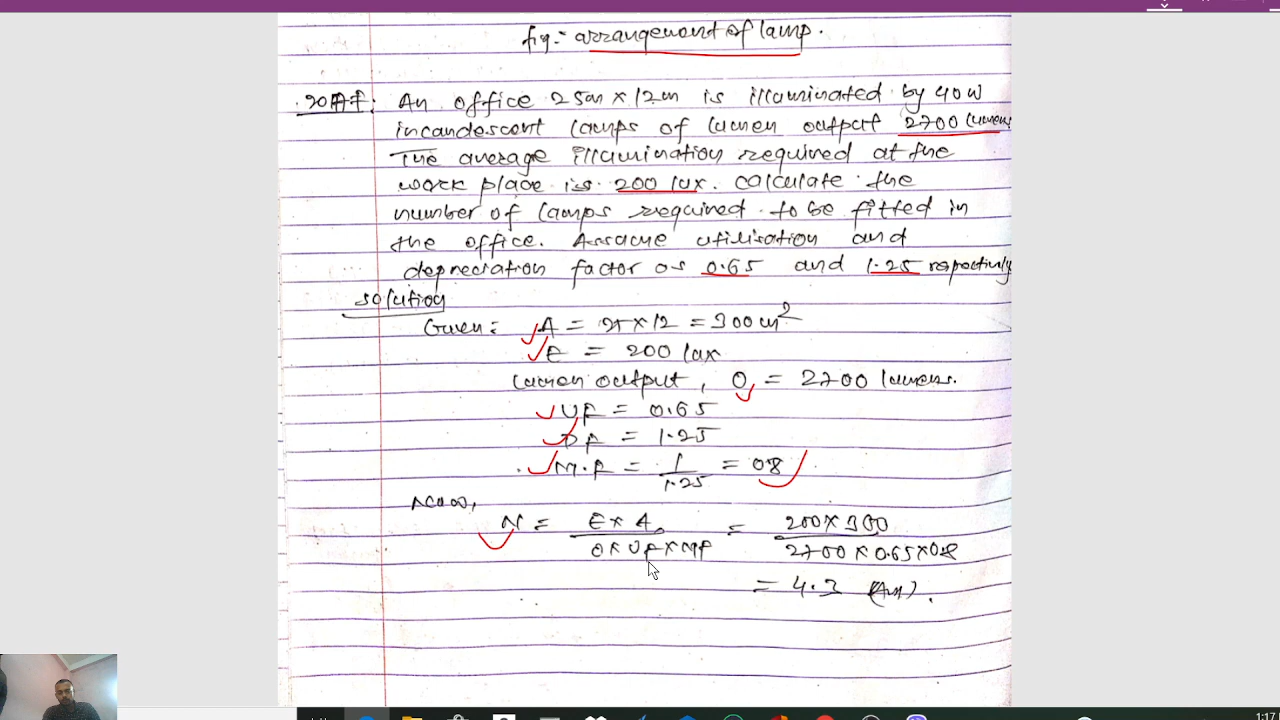 fig:- arrangement of lamp.
An office 25m × 12m is illuminated by 40W
incandescent lamps of lumen output 2700 lumens
The average illumination required at the
work place is 200 lux. calculate the
number of lamps required to be fitted in
the office. Assume utilisation and
depreciation factor as 0.65 and 1.25 respectively
solution
Given: A = 25 × 12 = 300 m²
E = 200 lux
lumen output, O, = 2700 lumens.
UF = 0.65
DF = 1.25
M.F = 1/1.25 = 0.8
Now,
N = E × A / O × UF × MF = 200 × 300 / 2700 × 0.65 × 0.8
= 4.3 (Ans).
1:17